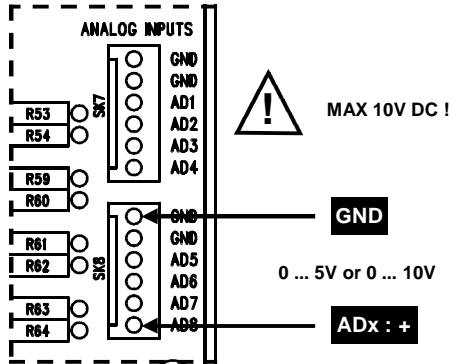 ANALOG INPUTS
SK7
GND
GND
AD1
AD2
AD3
AD4
R53
R54
R59
R60
!
MAX 10V DC !
SK8
GND
GND
AD5
AD6
AD7
AD8
R61
R62
R63
R64
GND
0 ... 5V or 0 ... 10V
ADx : +